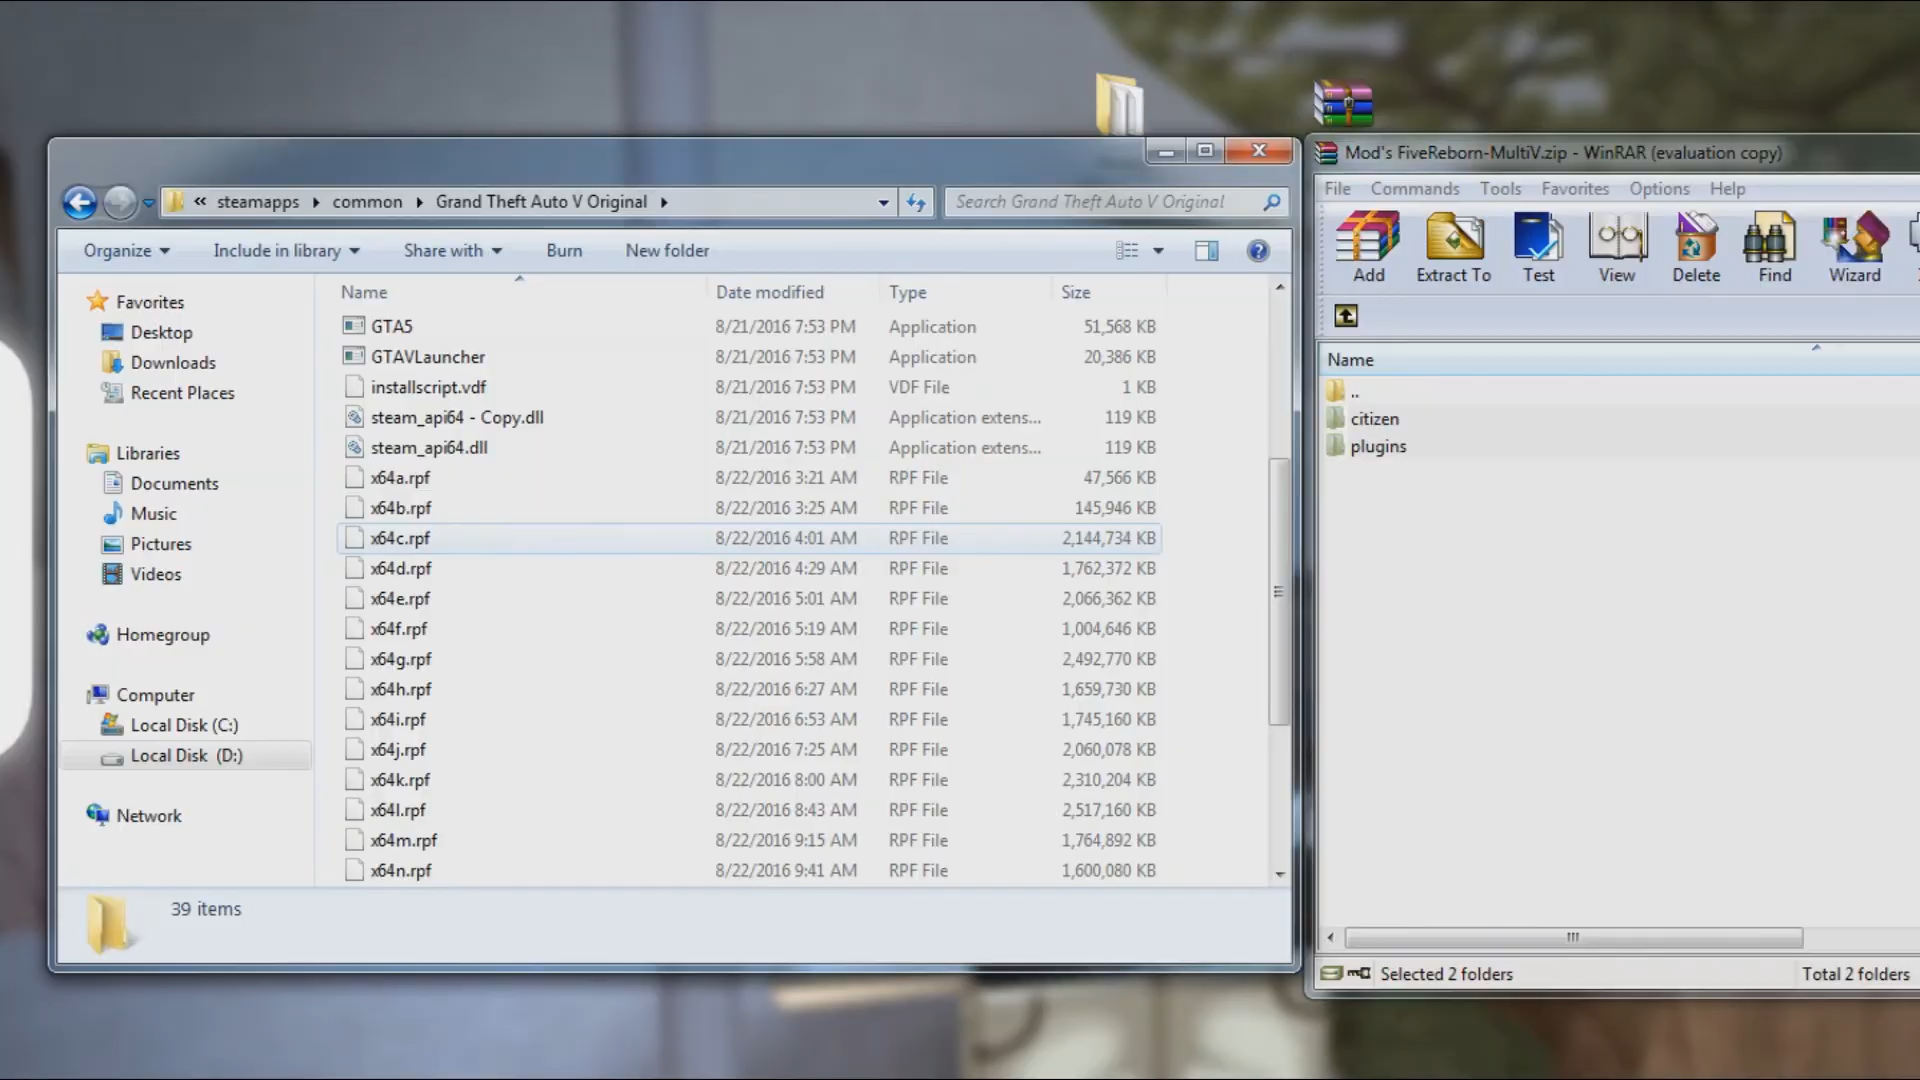 « steamapps ▸ common ▸ Grand Theft Auto V Original ▸
Search Grand Theft Auto V Original
Organize Include in library Share with Burn New folder
Favorites
Desktop
Downloads
Recent Places
Libraries
Documents
Music
Pictures
Videos
Homegroup
Computer
Local Disk (C:)
Local Disk (D:)
Network
Name Date modified Type Size
GTA5 8/21/2016 7:53 PM Application 51,568 KB
GTAVLauncher 8/21/2016 7:53 PM Application 20,386 KB
installscript.vdf 8/21/2016 7:53 PM VDF File 1 KB
steam_api64 - Copy.dll 8/21/2016 7:53 PM Application extens... 119 KB
steam_api64.dll 8/21/2016 7:53 PM Application extens... 119 KB
x64a.rpf 8/22/2016 3:21 AM RPF File 47,566 KB
x64b.rpf 8/22/2016 3:25 AM RPF File 145,946 KB
x64c.rpf 8/22/2016 4:01 AM RPF File 2,144,734 KB
x64d.rpf 8/22/2016 4:29 AM RPF File 1,762,372 KB
x64e.rpf 8/22/2016 5:01 AM RPF File 2,066,362 KB
x64f.rpf 8/22/2016 5:19 AM RPF File 1,004,646 KB
x64g.rpf 8/22/2016 5:58 AM RPF File 2,492,770 KB
x64h.rpf 8/22/2016 6:27 AM RPF File 1,659,730 KB
x64i.rpf 8/22/2016 6:53 AM RPF File 1,745,160 KB
x64j.rpf 8/22/2016 7:25 AM RPF File 2,060,078 KB
x64k.rpf 8/22/2016 8:00 AM RPF File 2,310,204 KB
x64l.rpf 8/22/2016 8:43 AM RPF File 2,517,160 KB
x64m.rpf 8/22/2016 9:15 AM RPF File 1,764,892 KB
x64n.rpf 8/22/2016 9:41 AM RPF File 1,600,080 KB
39 items
Mod's FiveReborn-MultiV.zip - WinRAR (evaluation copy)
File Commands Tools Favorites Options Help
Add Extract To Test View Delete Find Wizard
Name
..
citizen
plugins
Selected 2 folders Total 2 folders